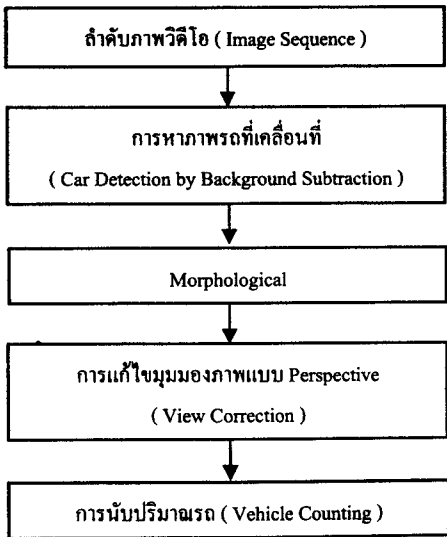 ลำดับภาพวิดีโอ ( Image Sequence )
การหาภาพรถที่เคลื่อนที่
( Car Detection by Background Subtraction )
Morphological
การแก้ไขมุมมองภาพแบบ Perspective
( View Correction )
การนับปริมาณรถ ( Vehicle Counting )